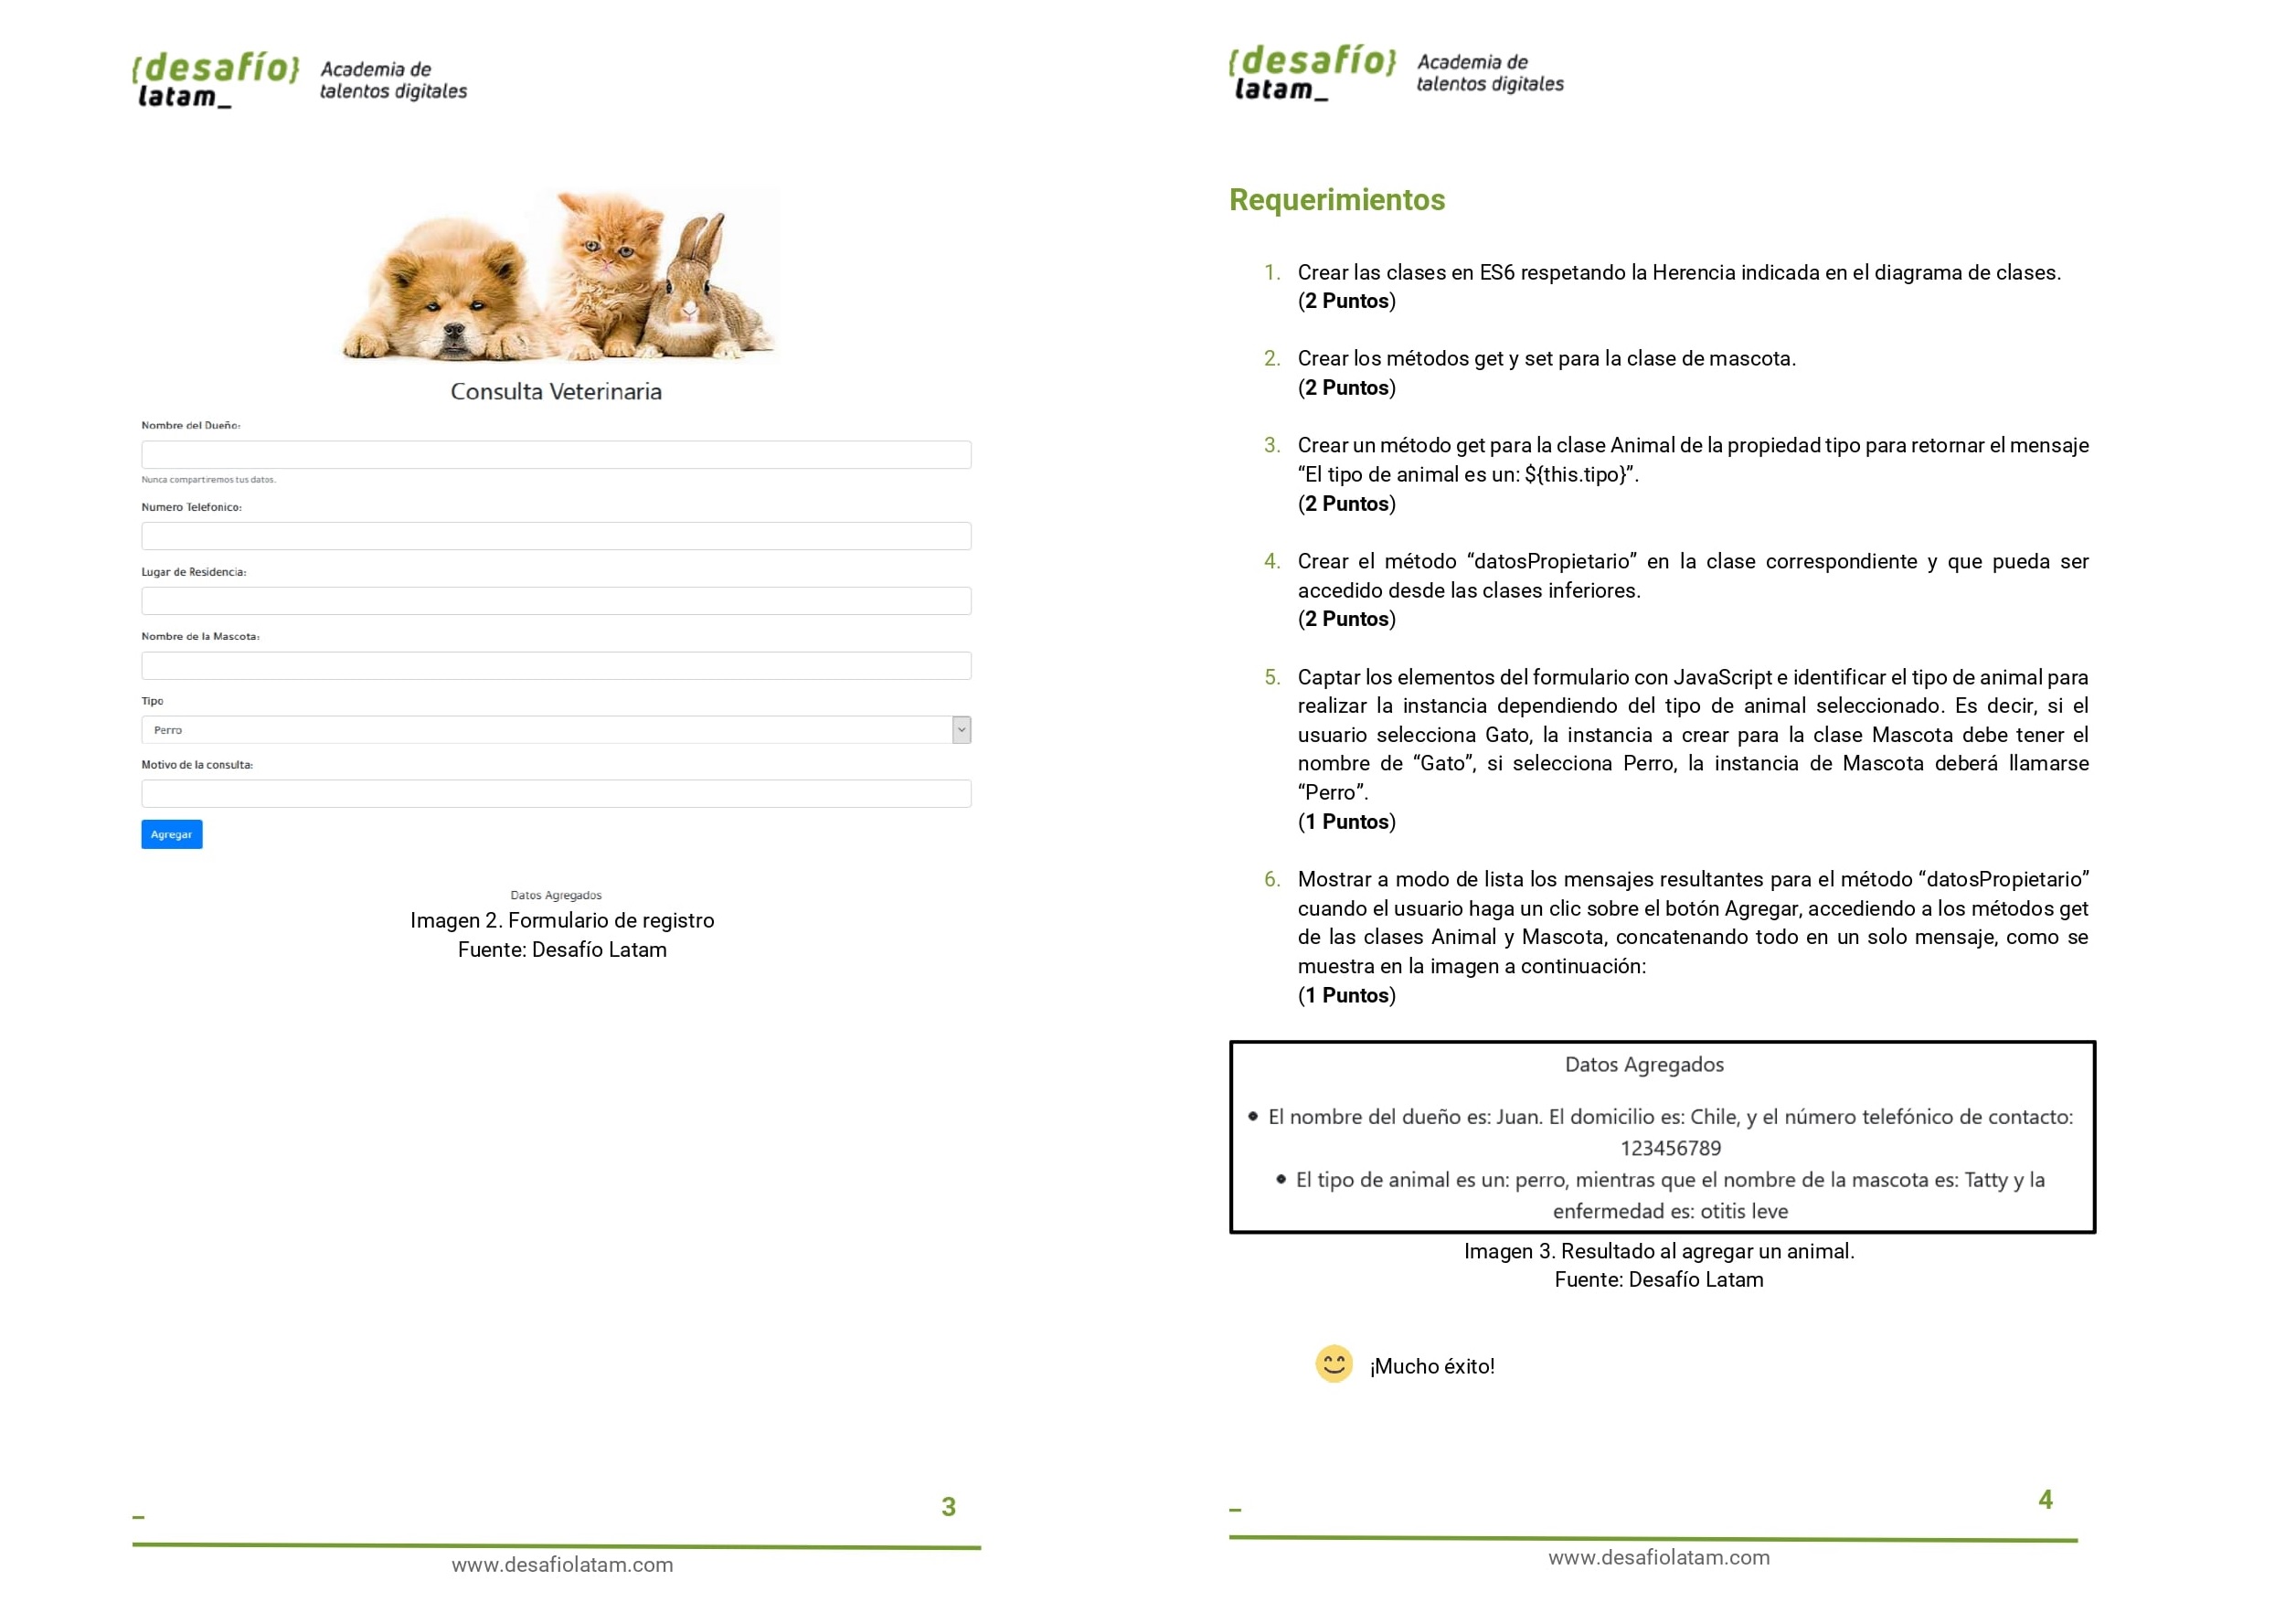 {desafío}
latam_
Academia de
talentos digitales
Consulta Veterinaria
Nombre del Dueño:
Nunca compartiremos tus datos.
Numero Telefonico:
Lugar de Residencia:
Nombre de la Mascota:
Tipo
Perro
Motivo de la consulta:
Agregar
Datos Agregados
Imagen 2. Formulario de registro
Fuente: Desafío Latam
_
3
www.desafiolatam.com
{desafío}
latam_
Academia de
talentos digitales
Requerimientos
1. Crear las clases en ES6 respetando la Herencia indicada en el diagrama de clases.
(2 Puntos)
2. Crear los métodos get y set para la clase de mascota.
(2 Puntos)
3. Crear un método get para la clase Animal de la propiedad tipo para retornar el mensaje
“El tipo de animal es un: ${this.tipo}”.
(2 Puntos)
4. Crear el método “datosPropietario” en la clase correspondiente y que pueda ser
accedido desde las clases inferiores.
(2 Puntos)
5. Captar los elementos del formulario con JavaScript e identificar el tipo de animal para
realizar la instancia dependiendo del tipo de animal seleccionado. Es decir, si el
usuario selecciona Gato, la instancia a crear para la clase Mascota debe tener el
nombre de “Gato”, si selecciona Perro, la instancia de Mascota deberá llamarse
“Perro”.
(1 Puntos)
6. Mostrar a modo de lista los mensajes resultantes para el método “datosPropietario”
cuando el usuario haga un clic sobre el botón Agregar, accediendo a los métodos get
de las clases Animal y Mascota, concatenando todo en un solo mensaje, como se
muestra en la imagen a continuación:
(1 Puntos)
Datos Agregados
• El nombre del dueño es: Juan. El domicilio es: Chile, y el número telefónico de contacto:
123456789
• El tipo de animal es un: perro, mientras que el nombre de la mascota es: Tatty y la
enfermedad es: otitis leve
Imagen 3. Resultado al agregar un animal.
Fuente: Desafío Latam
¡Mucho éxito!
_
4
www.desafiolatam.com